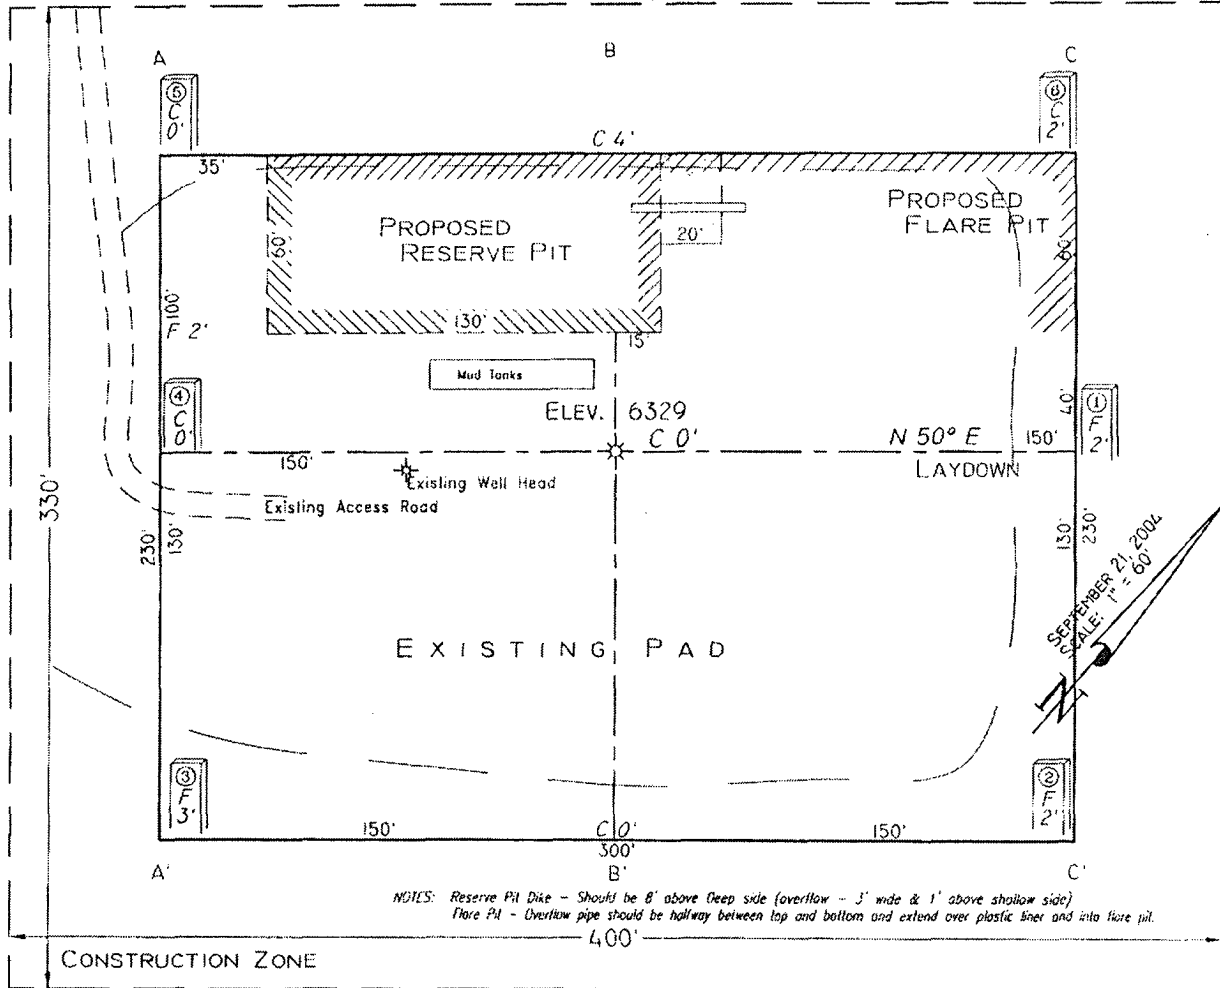 A
B
C
⑤
C
0'
⑥
C
2'
C 4'
35'
PROPOSED
RESERVE PIT
PROPOSED
FLARE PIT
20'
60'
60'
100'
F 2'
130'
15'
Mud Tanks
④
C
0'
ELEV. 6329
C 0'
N 50° E
150'
40'
①
F
2'
150'
LAYDOWN
Existing Well Head
Existing Access Road
330'
230'
130'
130'
230'
SEPTEMBER 21, 2004
SCALE: 1" = 60'
N
EXISTING PAD
③
F
3'
②
F
2'
150'
C 0'
150'
300'
A'
B'
C'
NOTES: Reserve Pit Dike - Should be 8' above Deep side (overflow - 3' wide & 1' above shallow side)
Flare Pit - Overflow pipe should be halfway between top and bottom and extend over plastic liner and into flare pit.
400'
CONSTRUCTION ZONE